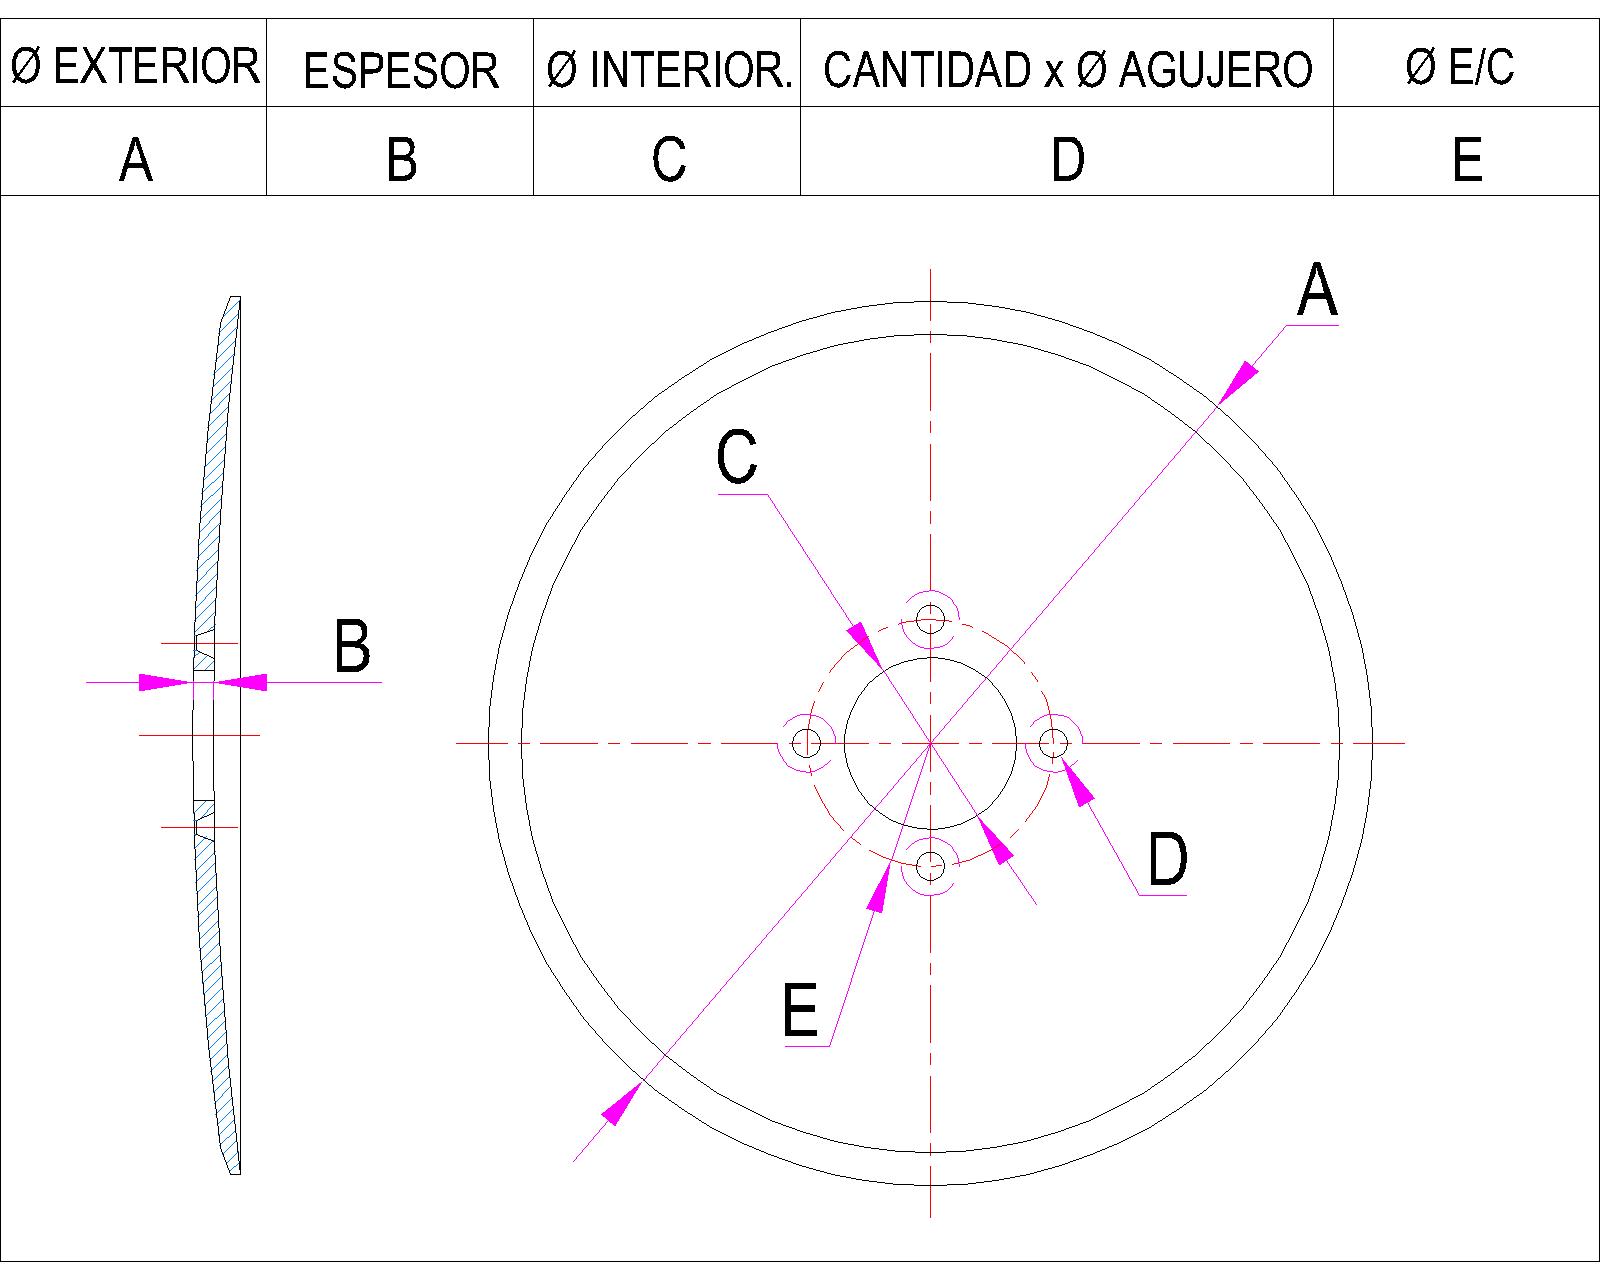 Ø EXTERIOR ESPESOR Ø INTERIOR. CANTIDAD x Ø AGUJERO Ø E/C
A B C D E
A
C
B
D
E